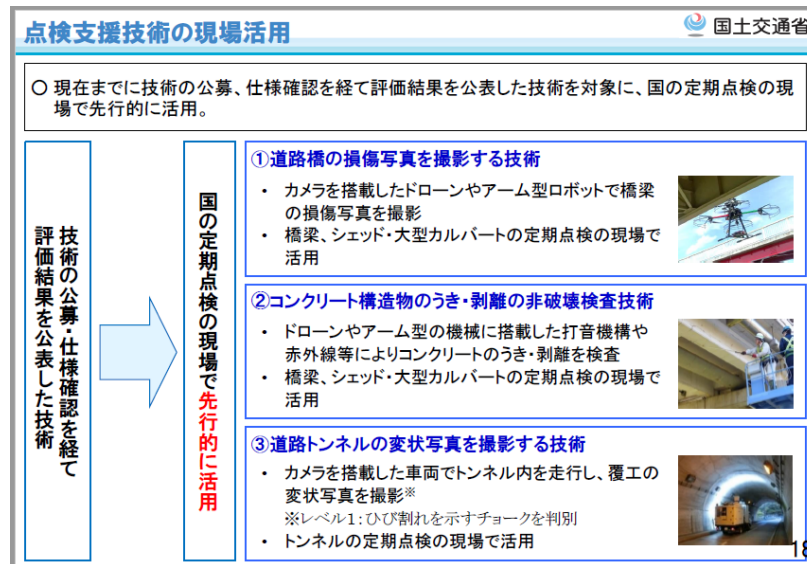 点検支援技術の現場活用
国土交通省
○ 現在までに技術の公募、仕様確認を経て評価結果を公表した技術を対象に、国の定期点検の現
場で先行的に活用。
技術の公募・仕様確認を経て
評価結果を公表した技術
国の定期点検の現場で先行的に活用
①道路橋の損傷写真を撮影する技術
・ カメラを搭載したドローンやアーム型ロボットで橋梁
の損傷写真を撮影
・ 橋梁、シェッド・大型カルバートの定期点検の現場で
活用
②コンクリート構造物のうき・剥離の非破壊検査技術
・ ドローンやアーム型の機械に搭載した打音機構や
赤外線等によりコンクリートのうき・剥離を検査
・ 橋梁、シェッド・大型カルバートの定期点検の現場で
活用
③道路トンネルの変状写真を撮影する技術
・ カメラを搭載した車両でトンネル内を走行し、覆工の
変状写真を撮影※
※レベル1:ひび割れを示すチョークを判別
・ トンネルの定期点検の現場で活用
18